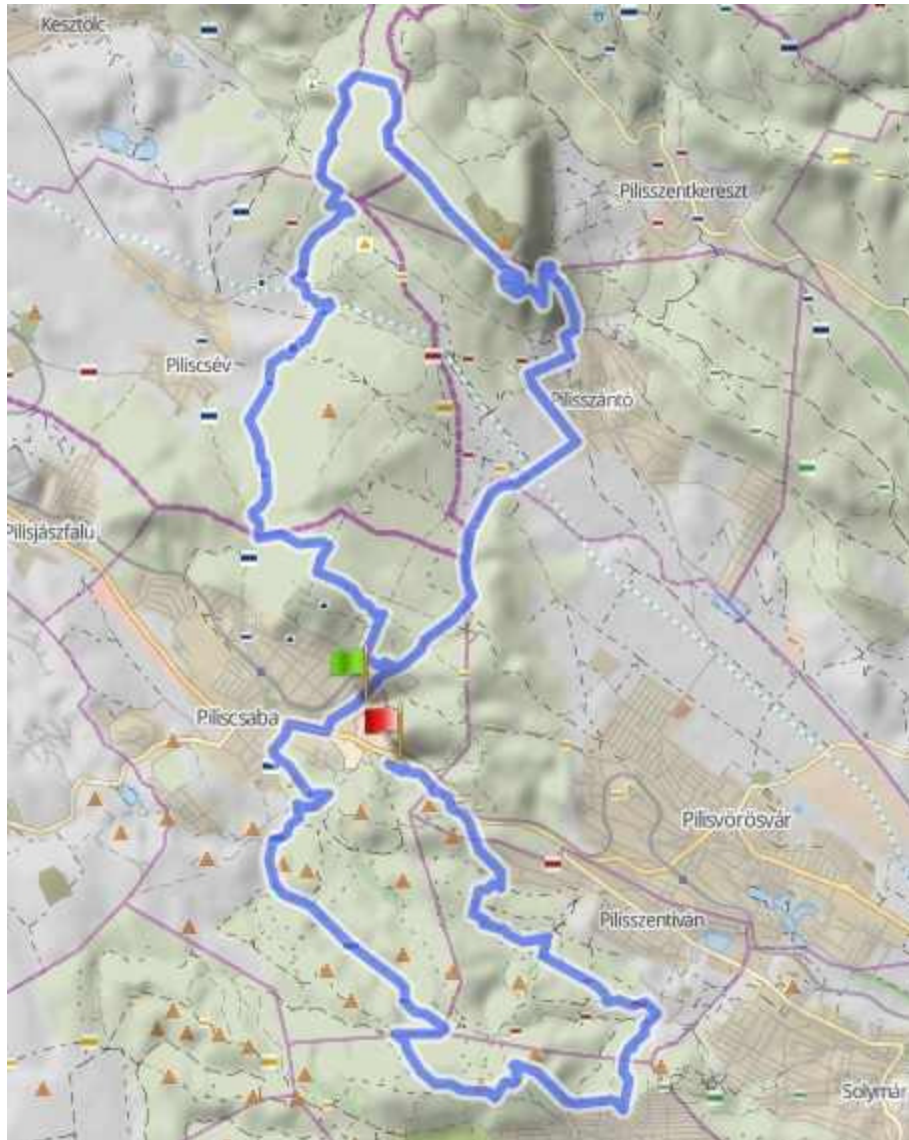 Kesztölc
Pilisszentkereszt
Piliscsév
Pilisszántó
Pilisjászfalu
Piliscsaba
Pilisvörösvár
Pilisszentiván
Solymár